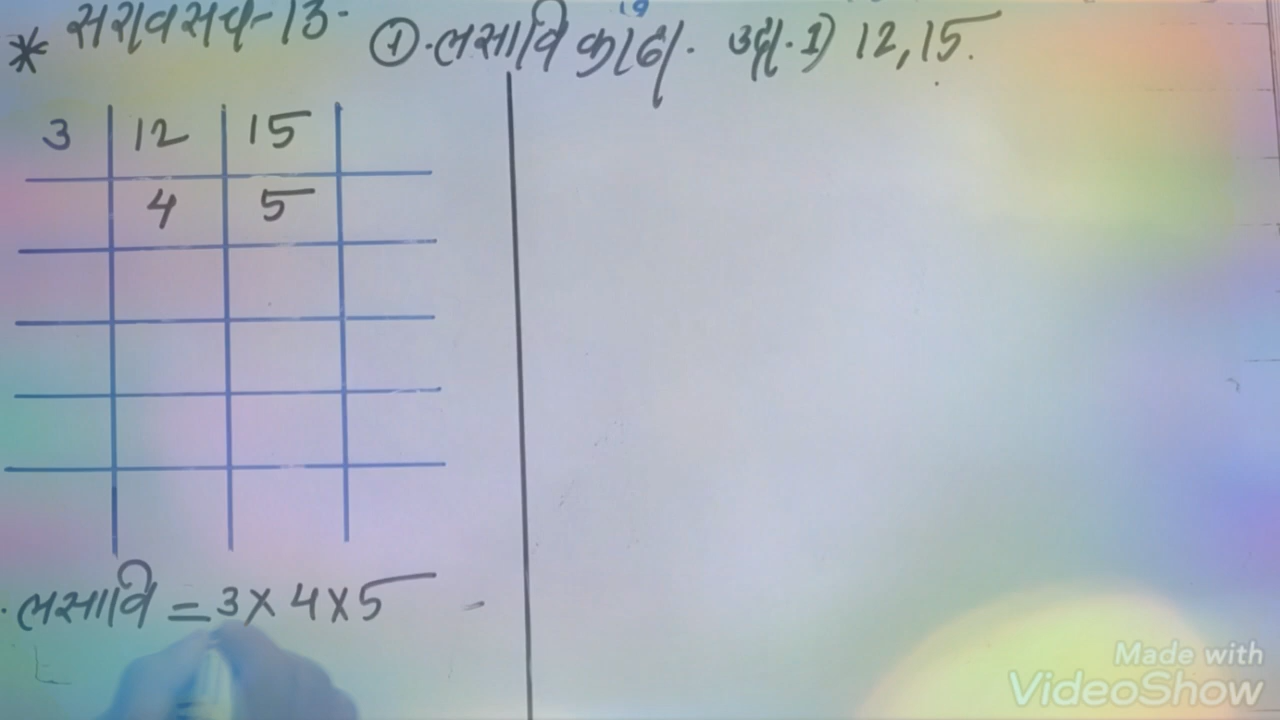 * सरावसंच-13. ① लसावि काढा. उदा. 1) 12, 15.
3 12 15
4 5
लसावि = 3 × 4 × 5
Made with
VideoShow